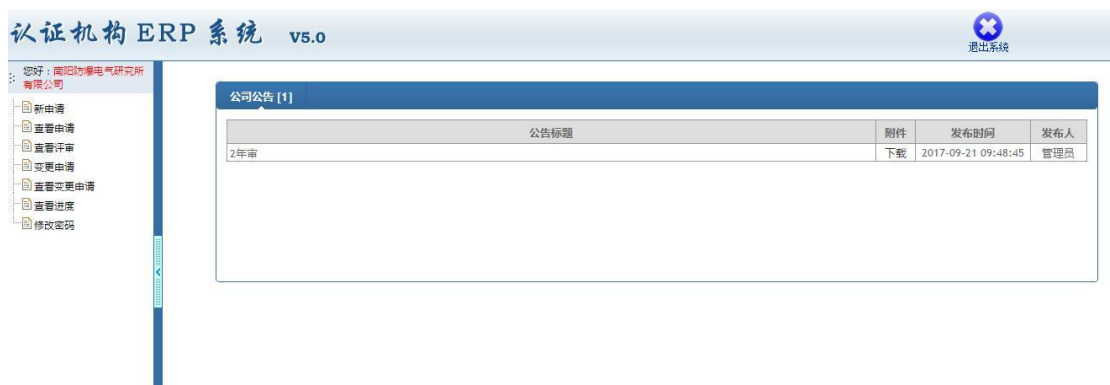 认证机构ERP系统 V5.0
退出系统
您好：南阳防爆电气研究所
有限公司
新申请
查看申请
查看评审
变更申请
查看变更申请
查看进度
修改密码
公司公告 [1]
公告标题 附件 发布时间 发布人
2年审 下载 2017-09-21 09:48:45 管理员